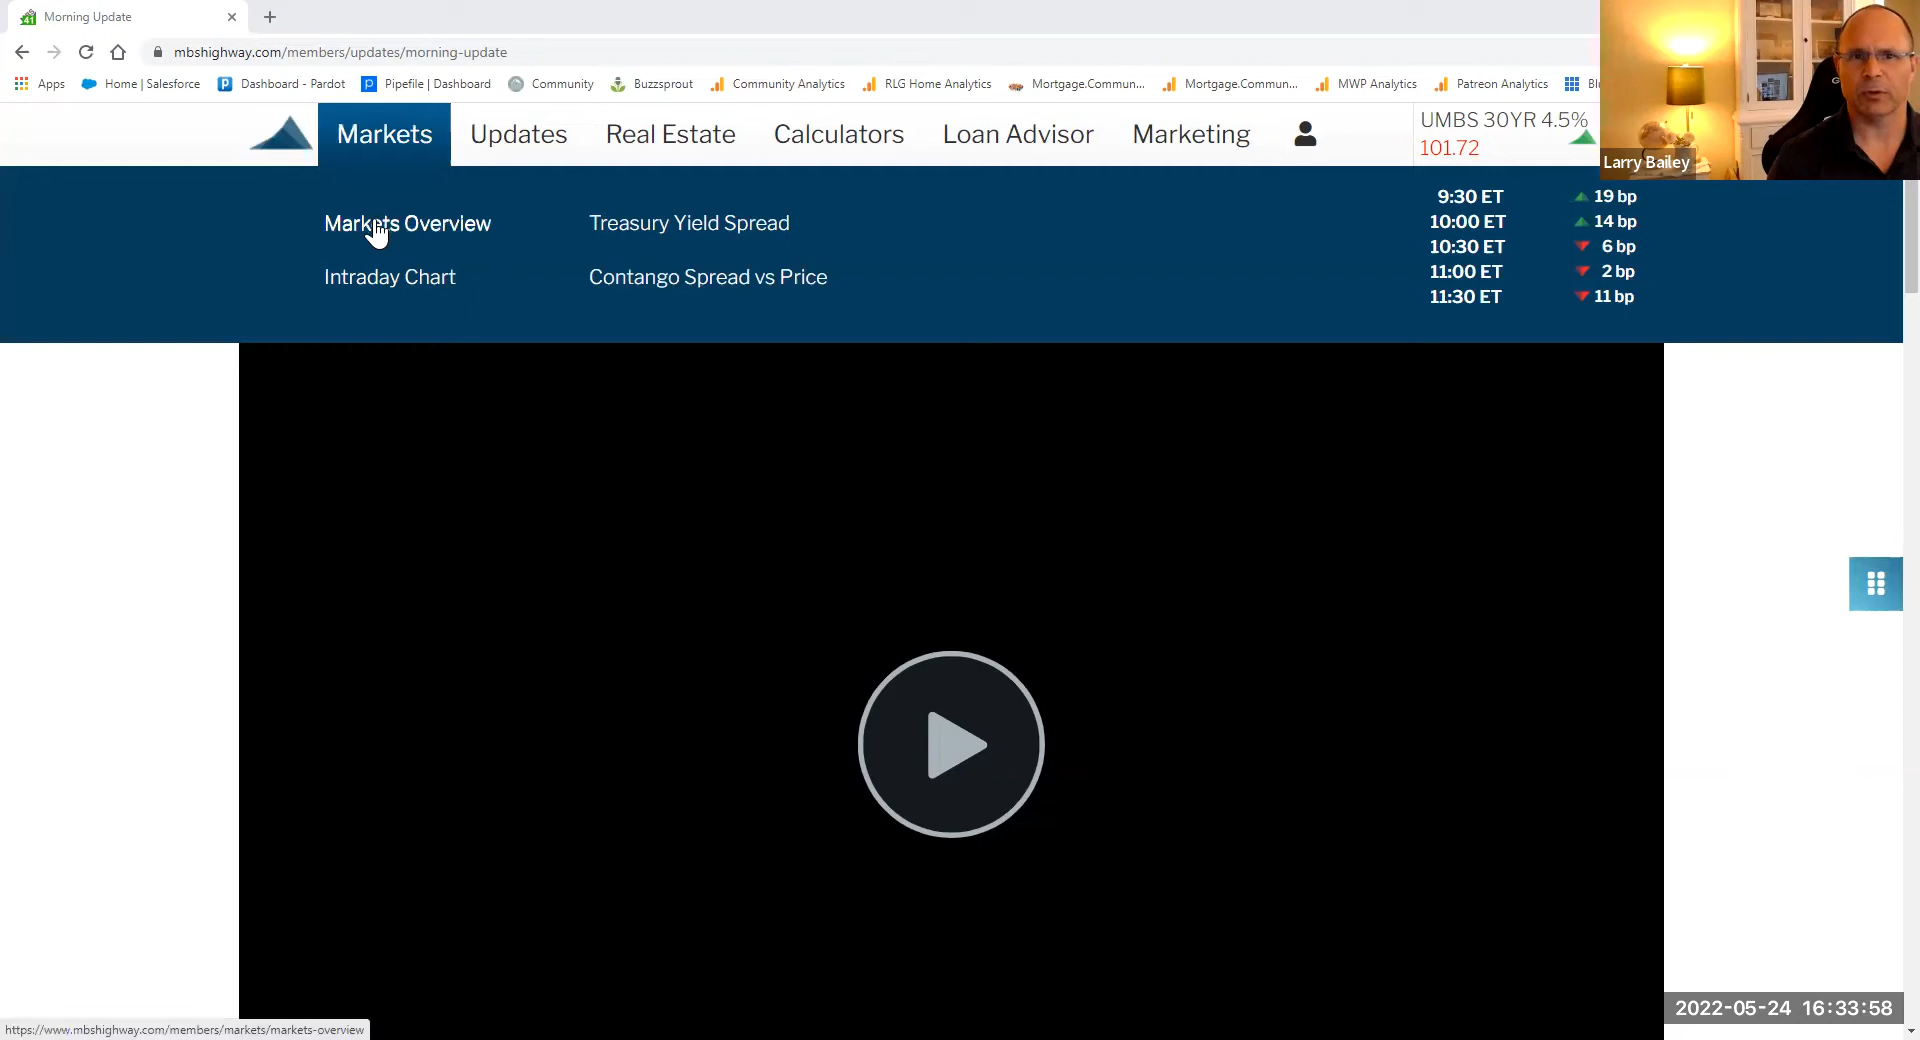 41 Morning Update
mbshighway.com/members/updates/morning-update
Apps Home | Salesforce Dashboard - Pardot Pipefile | Dashboard Community Buzzsprout Community Analytics RLG Home Analytics Mortgage.Commun... Mortgage.Commun... MWP Analytics Patreon Analytics Bl
Markets Updates Real Estate Calculators Loan Advisor Marketing
UMBS 30YR 4.5%
101.72
Larry Bailey
Markets Overview Treasury Yield Spread
Intraday Chart Contango Spread vs Price
9:30 ET 19 bp
10:00 ET 14 bp
10:30 ET 6 bp
11:00 ET 2 bp
11:30 ET 11 bp
2022-05-24 16:33:58
https://www.mbshighway.com/members/markets/markets-overview